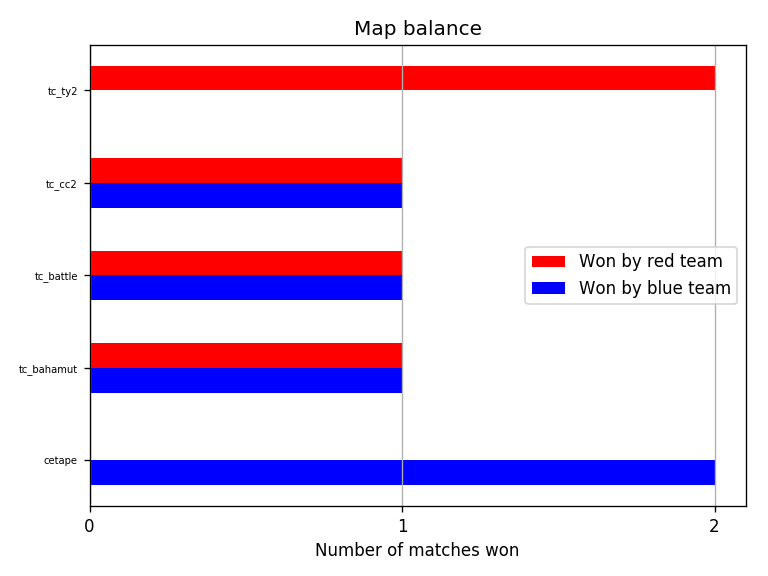 Map balance
tc_ty2
tc_cc2
tc_battle
tc_bahamut
cetape
Won by red team
Won by blue team
0 1 2
Number of matches won